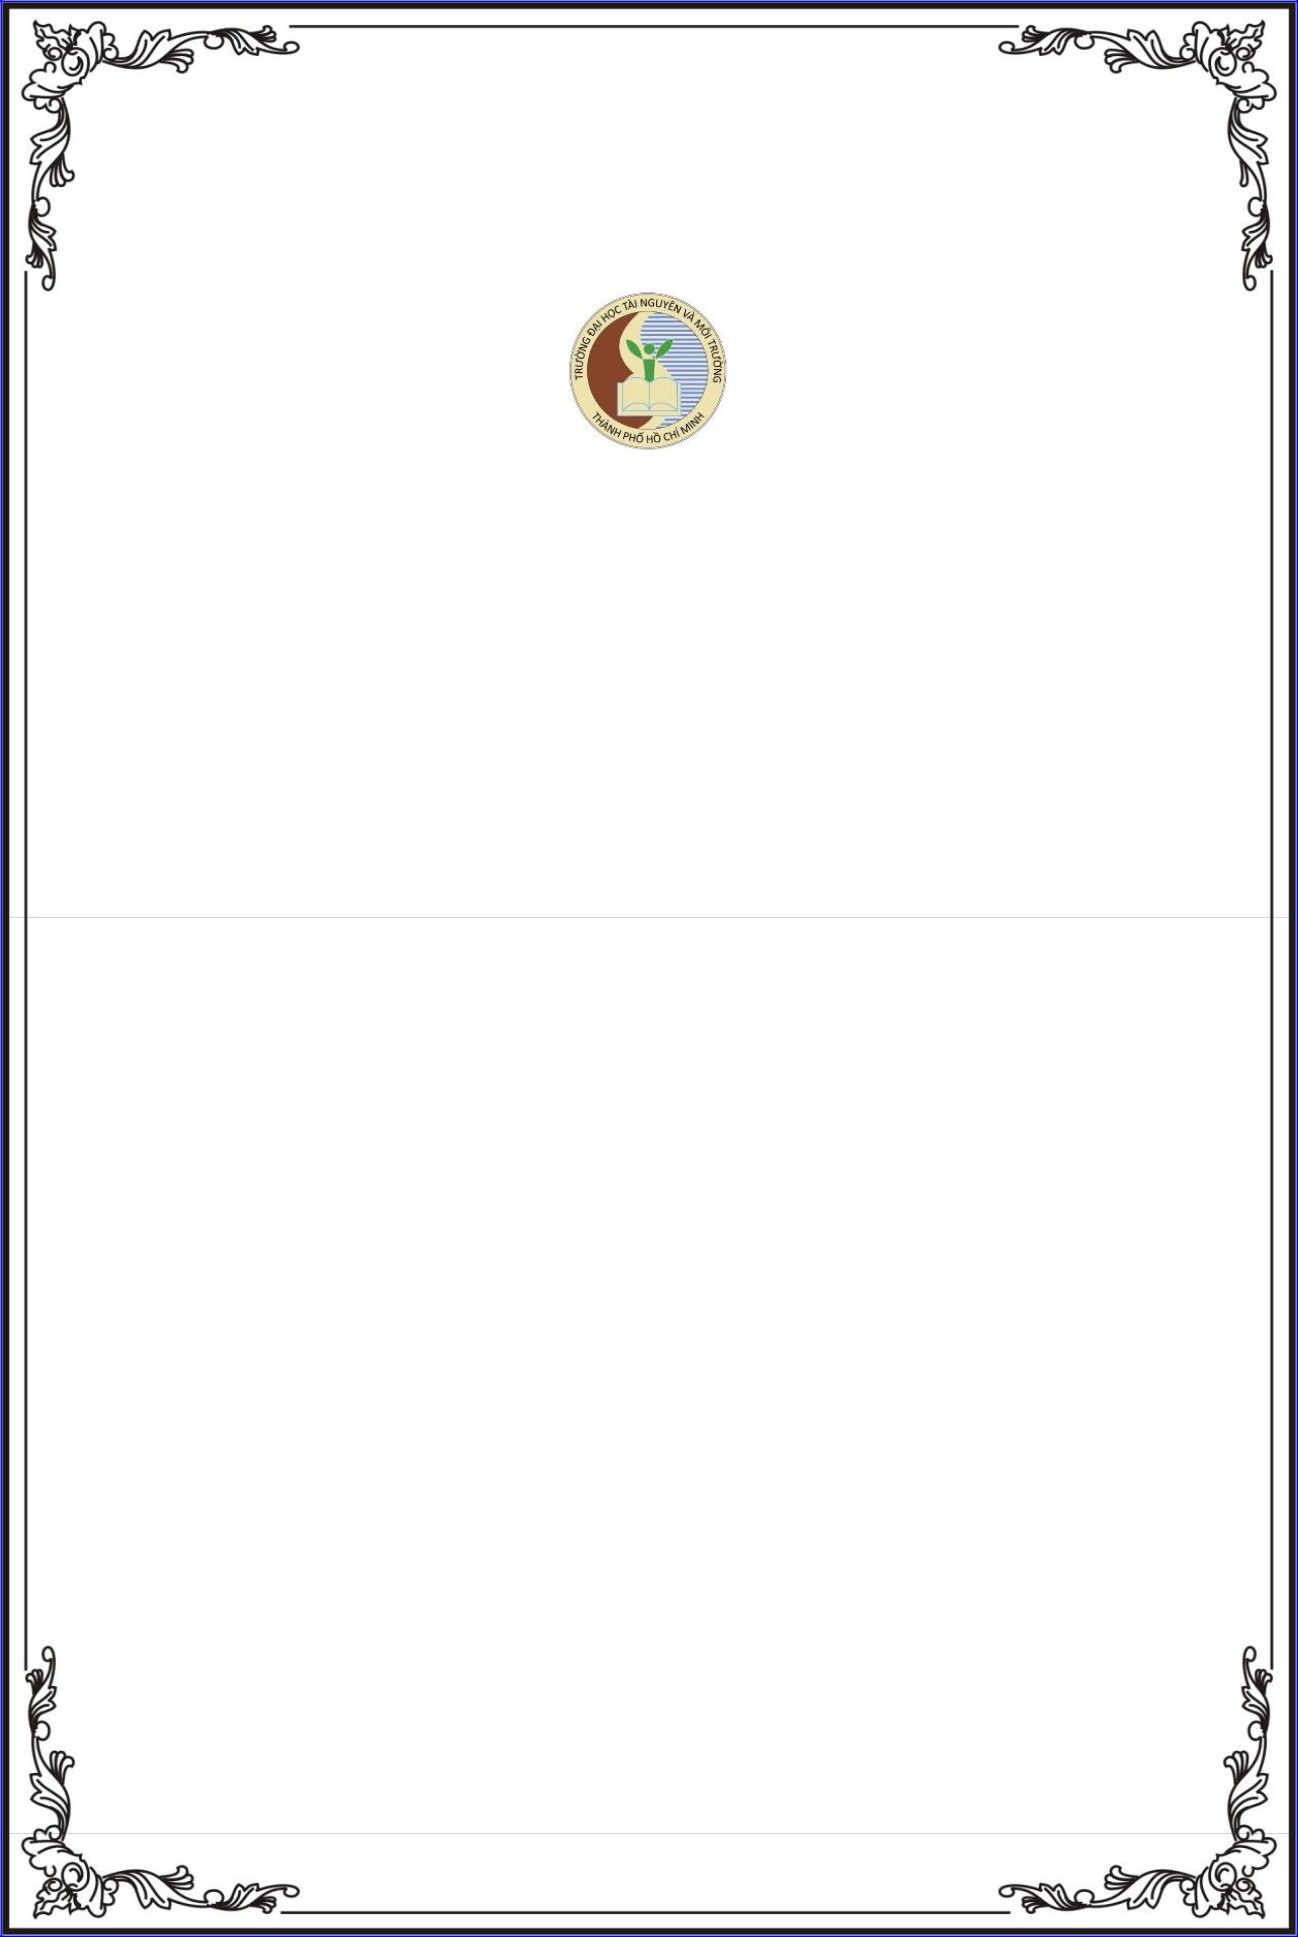 TRƯỜNG ĐẠI HỌC TÀI NGUYÊN VÀ MÔI TRƯỜNG
THÀNH PHỐ HỒ CHÍ MINH